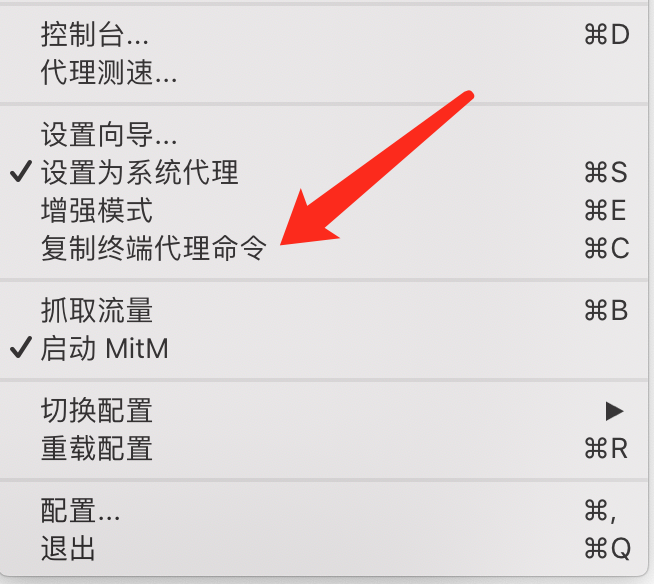 控制台... ⌘D
代理测速...
设置向导...
✓ 设置为系统代理 ⌘S
增强模式 ⌘E
复制终端代理命令 ⌘C
抓取流量 ⌘B
✓ 启动 MitM
切换配置 ▶
重载配置 ⌘R
配置... ⌘,
退出 ⌘Q